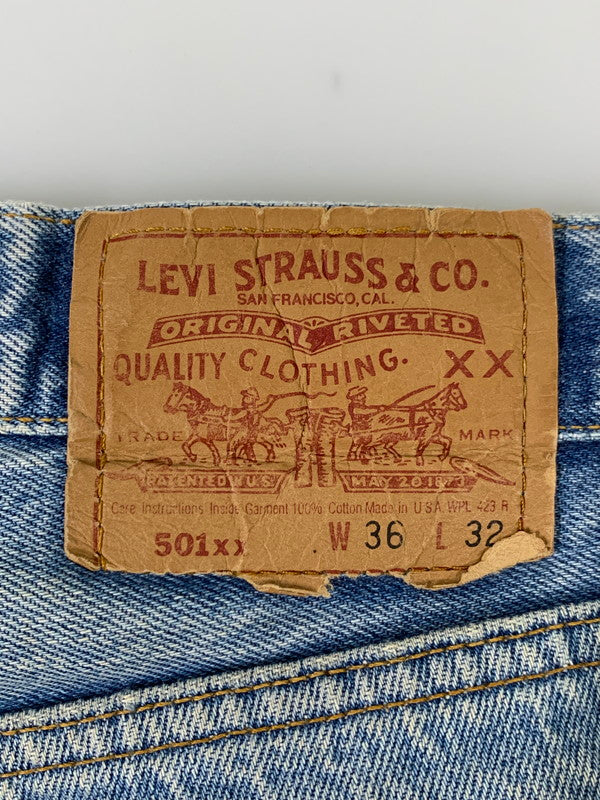 LEVI STRAUSS & CO.
SAN FRANCISCO, CAL.
ORIGINAL RIVETED
QUALITY CLOTHING. XX
TRADE MARK
PATENTED IN U.S. MAY 20 1873
Care Instructions Inside Garment 100% Cotton Made in U S A WPL 423 R
501xx W 36 L 32